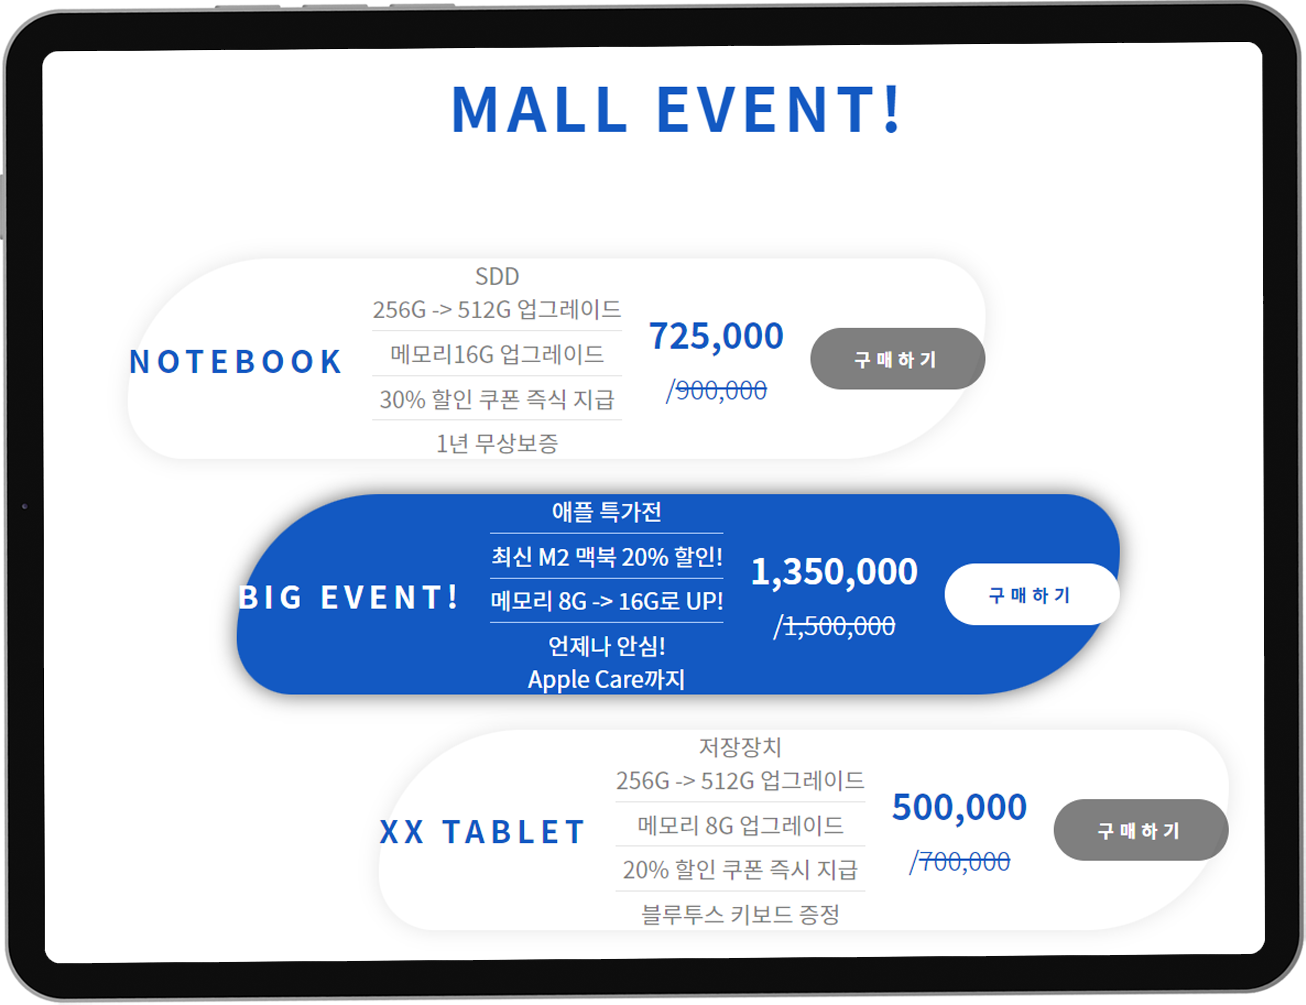 MALL EVENT!
NOTEBOOK
SDD
256G -> 512G 업그레이드
메모리16G 업그레이드
30% 할인 쿠폰 즉식 지급
1년 무상보증
725,000
/900,000
구매하기
BIG EVENT!
애플 특가전
최신 M2 맥북 20% 할인!
메모리 8G -> 16G로 UP!
언제나 안심!
Apple Care까지
1,350,000
/1,500,000
구매하기
XX TABLET
저장장치
256G -> 512G 업그레이드
메모리 8G 업그레이드
20% 할인 쿠폰 즉시 지급
블루투스 키보드 증정
500,000
/700,000
구매하기